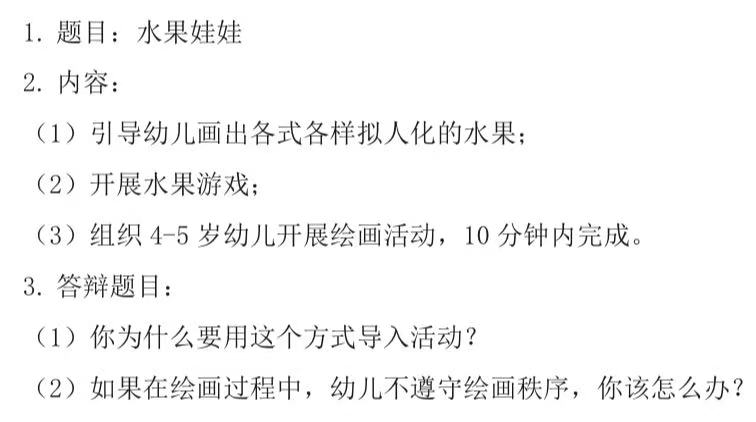 1. 题目：水果娃娃
2. 内容：
（1）引导幼儿画出各式各样拟人化的水果；
（2）开展水果游戏；
（3）组织 4-5 岁幼儿开展绘画活动，10 分钟内完成。
3. 答辩题目：
（1）你为什么要用这个方式导入活动？
（2）如果在绘画过程中，幼儿不遵守绘画秩序，你该怎么办？